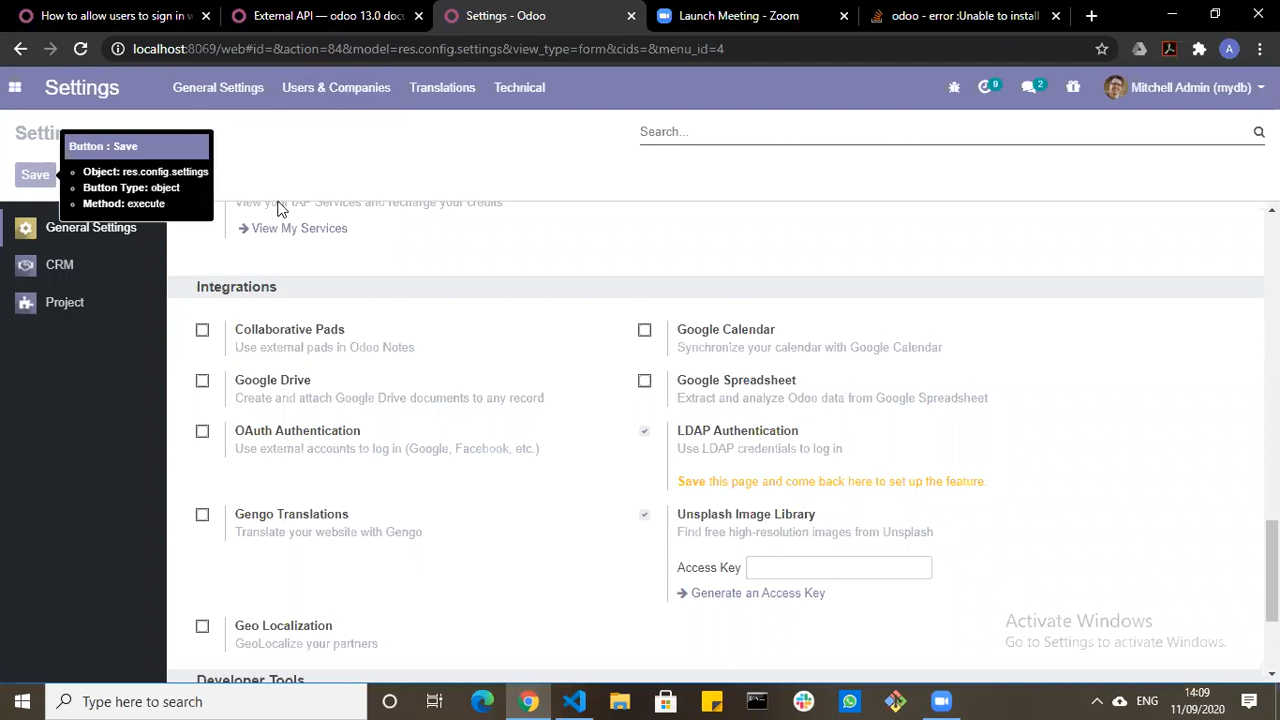 How to allow users to sign in
External API — odoo 13.0 docu
Settings - Odoo
Launch Meeting - Zoom
odoo - error :Unable to install
localhost:8069/web#id=&action=84&model=res.config.settings&view_type=form&cids=&menu_id=4
A
Settings
General Settings
Users & Companies
Translations
Technical
9
2
Mitchell Admin (mydb)
Search...
Button : Save
Save
Object: res.config.settings
Button Type: object
Method: execute
View your IAP Services and recharge your credits
General Settings
View My Services
CRM
Integrations
Project
Collaborative Pads
Google Calendar
Use external pads in Odoo Notes
Synchronize your calendar with Google Calendar
Google Drive
Google Spreadsheet
Create and attach Google Drive documents to any record
Extract and analyze Odoo data from Google Spreadsheet
OAuth Authentication
LDAP Authentication
Use external accounts to log in (Google, Facebook, etc.)
Use LDAP credentials to log in
Save this page and come back here to set up the feature.
Gengo Translations
Unsplash Image Library
Translate your website with Gengo
Find free high-resolution images from Unsplash
Access Key
Generate an Access Key
Geo Localization
GeoLocalize your partners
Activate Windows
Go to Settings to activate Windows.
Developer Tools
Type here to search
ENG
14:09
11/09/2020